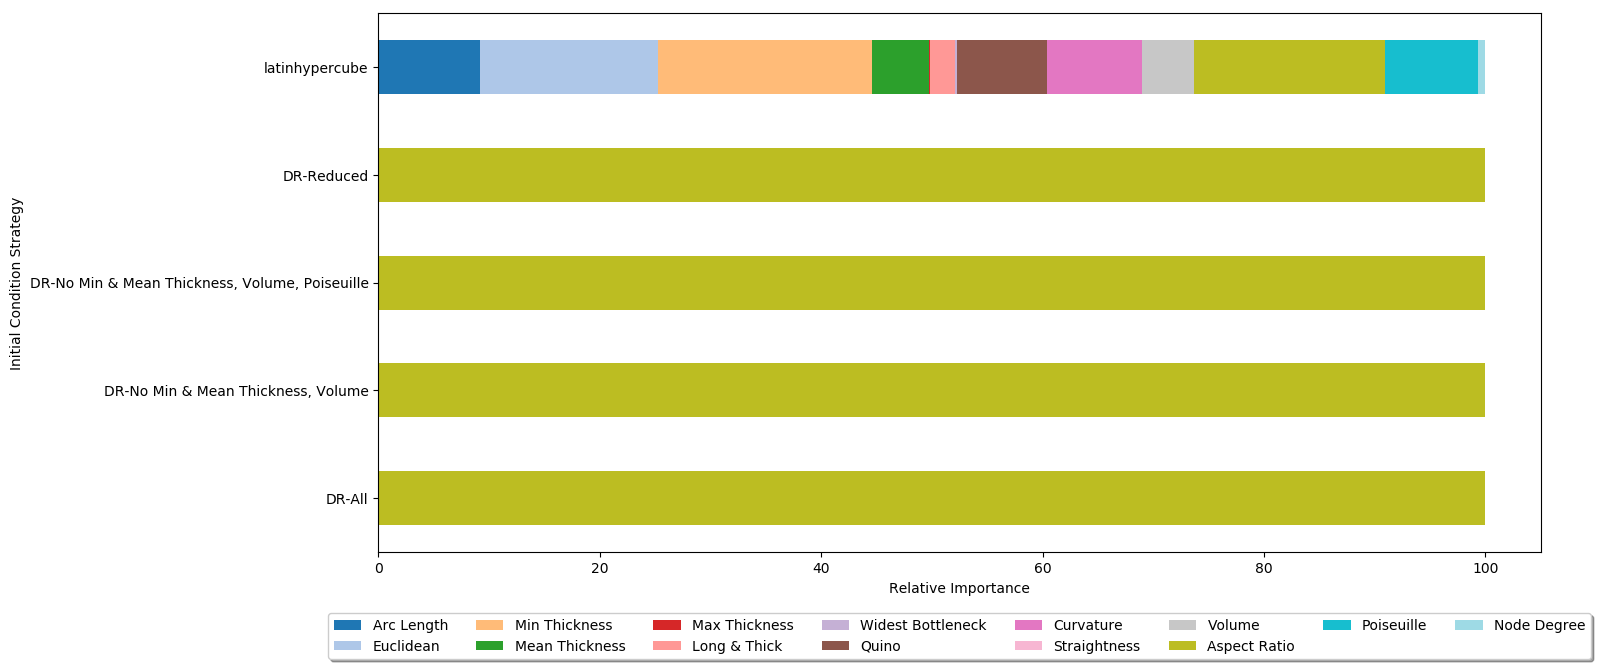 Initial Condition Strategy
latinhypercube
DR-Reduced
DR-No Min & Mean Thickness, Volume, Poiseuille
DR-No Min & Mean Thickness, Volume
DR-All
0 20 40 60 80 100
Relative Importance
Arc Length Min Thickness Max Thickness Widest Bottleneck Curvature Volume Poiseuille Node Degree
Euclidean Mean Thickness Long & Thick Quino Straightness Aspect Ratio